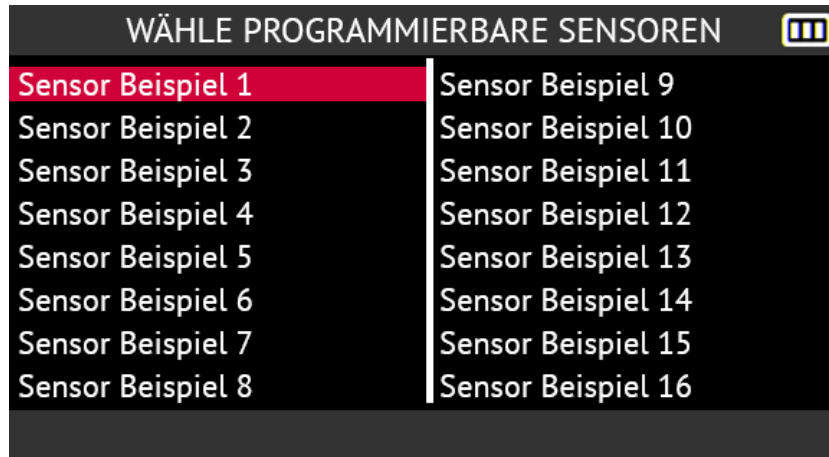 WÄHLE PROGRAMMIERBARE SENSOREN
Sensor Beispiel 1
Sensor Beispiel 2
Sensor Beispiel 3
Sensor Beispiel 4
Sensor Beispiel 5
Sensor Beispiel 6
Sensor Beispiel 7
Sensor Beispiel 8
Sensor Beispiel 9
Sensor Beispiel 10
Sensor Beispiel 11
Sensor Beispiel 12
Sensor Beispiel 13
Sensor Beispiel 14
Sensor Beispiel 15
Sensor Beispiel 16